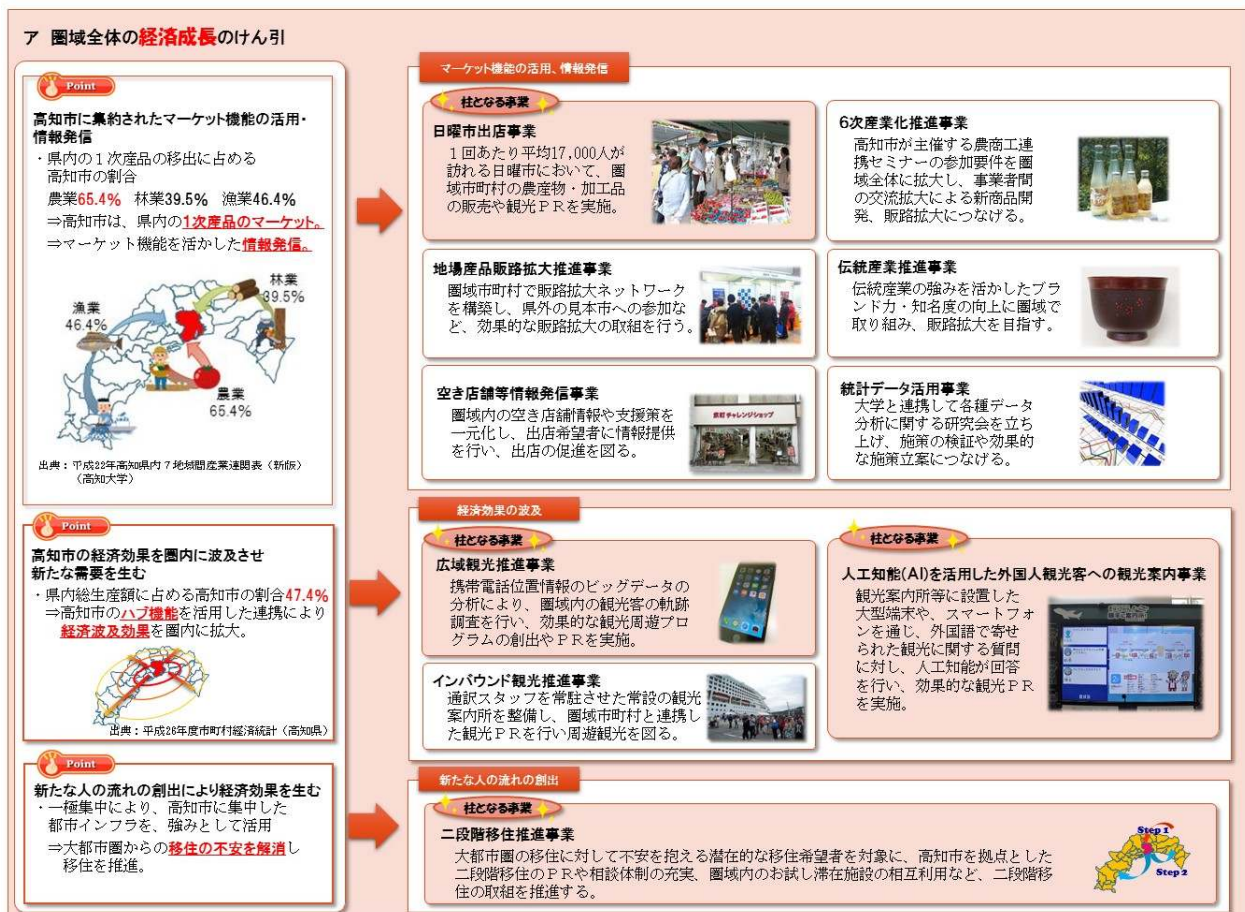 ア 圏域全体の経済成長のけん引
Point
高知市に集約されたマーケット機能の活用・
情報発信
・県内の1次産品の移出に占める
高知市の割合
農業65.4% 林業39.5% 漁業46.4%
⇒高知市は、県内の1次産品のマーケット。
⇒マーケット機能を活かした情報発信。
林業
39.5%
漁業
46.4%
農業
65.4%
出典：平成22年高知県内7地域間産業連関表（新版）
（高知大学）
Point
高知市の経済効果を圏内に波及させ
新たな需要を生む
・県内総生産額に占める高知市の割合47.4%
⇒高知市のハブ機能を活用した連携により
経済波及効果を圏内に拡大。
出典：平成26年度市町村経済統計（高知県）
Point
新たな人の流れの創出により経済効果を生む
・一極集中により、高知市に集中した
都市インフラを、強みとして活用
⇒大都市圏からの移住の不安を解消し
移住を推進。
マーケット機能の活用、情報発信
柱となる事業
日曜市出店事業
1回あたり平均17,000人が
訪れる日曜市において、圏
域市町村の農産物・加工品
の販売や観光PRを実施。
6次産業化推進事業
高知市が主催する農商工連
携セミナーの参加要件を圏
域全体に拡大し、事業者間
の交流拡大による新商品開
発、販路拡大につなげる。
地場産品販路拡大推進事業
圏域市町村で販路拡大ネットワーク
を構築し、県外の見本市への参加な
ど、効果的な販路拡大の取組を行う。
伝統産業推進事業
伝統産業の強みを活かしたブラ
ンド力・知名度の向上に圏域で
取り組み、販路拡大を目指す。
空き店舗等情報発信事業
圏域内の空き店舗情報や支援策を
一元化し、出店希望者に情報提供
を行い、出店の促進を図る。
京町チャレンジショップ
統計データ活用事業
大学と連携して各種データ
分析に関する研究会を立ち
上げ、施策の検証や効果的
な施策立案につなげる。
経済効果の波及
柱となる事業
広域観光推進事業
携帯電話位置情報のビッグデータの
分析により、圏域内の観光客の軌跡
調査を行い、効果的な観光周遊プロ
グラムの創出やPRを実施。
柱となる事業
人工知能(AI)を活用した外国人観光客への観光案内事業
観光案内所等に設置した
大型端末や、スマートフォ
ンを通じ、外国語で寄せ
られた観光に関する質問
に対し、人工知能が回答
を行い、効果的な観光PR
を実施。
インバウンド観光推進事業
通訳スタッフを常駐させた常設の観光
案内所を整備し、圏域市町村と連携し
た観光PRを行い周遊観光を図る。
新たな人の流れの創出
柱となる事業
二段階移住推進事業
大都市圏の移住に対して不安を抱える潜在的な移住希望者を対象に、高知市を拠点とした
二段階移住のPRや相談体制の充実、圏域内のお試し滞在施設の相互利用など、二段階移
住の取組を推進する。
Step 1
Step 2